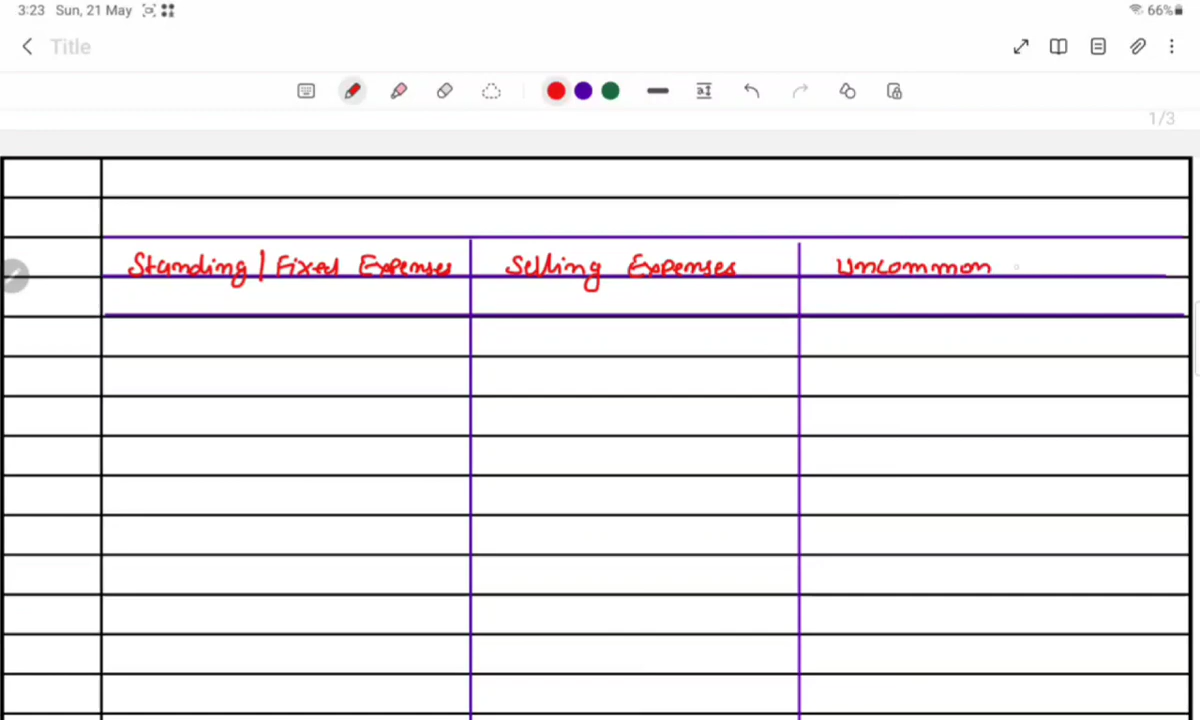 3:23 Sun, 21 May 66%
Title
1/3
Standing | Fixed Expenses Selling Expenses Uncommon